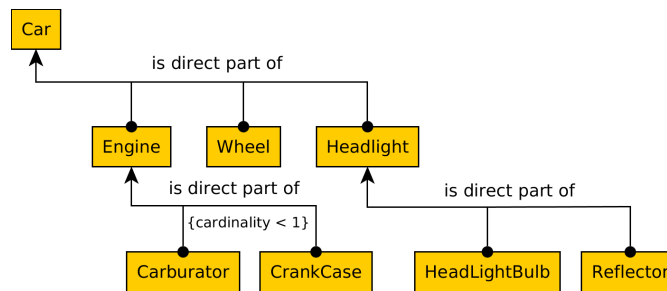 Car
is direct part of
Engine
Wheel
Headlight
is direct part of
is direct part of
{cardinality < 1}
Carburator
CrankCase
HeadLightBulb
Reflector